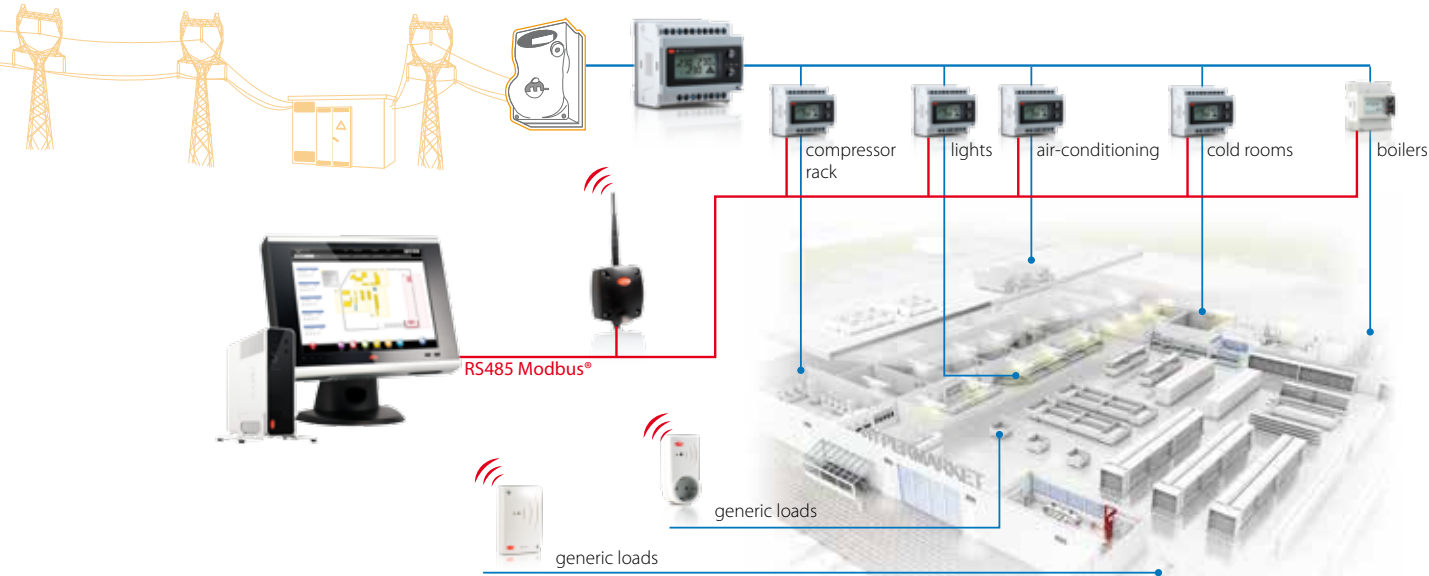 compressor
rack
lights
air-conditioning
cold rooms
boilers
RS485 Modbus®
HYPERMARKET
generic loads
generic loads